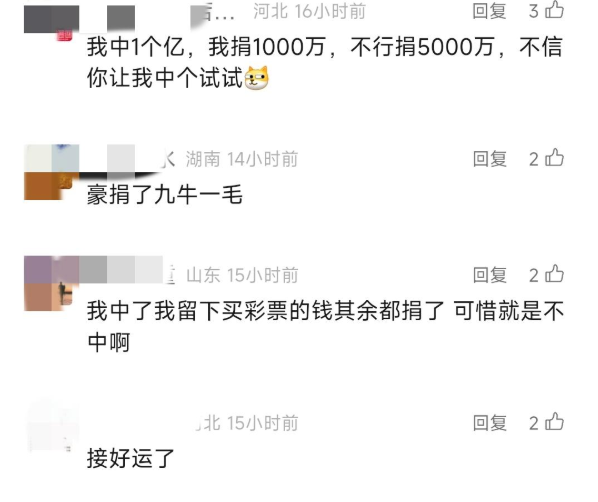 河北 16小时前 回复 3
我中1个亿，我捐1000万，不行捐5000万，不信
你让我中个试试
湖南 14小时前 回复 2
豪捐了九牛一毛
山东 15小时前 回复 2
我中了我留下买彩票的钱其余都捐了 可惜就是不
中啊
北 15小时前 回复 2
接好运了